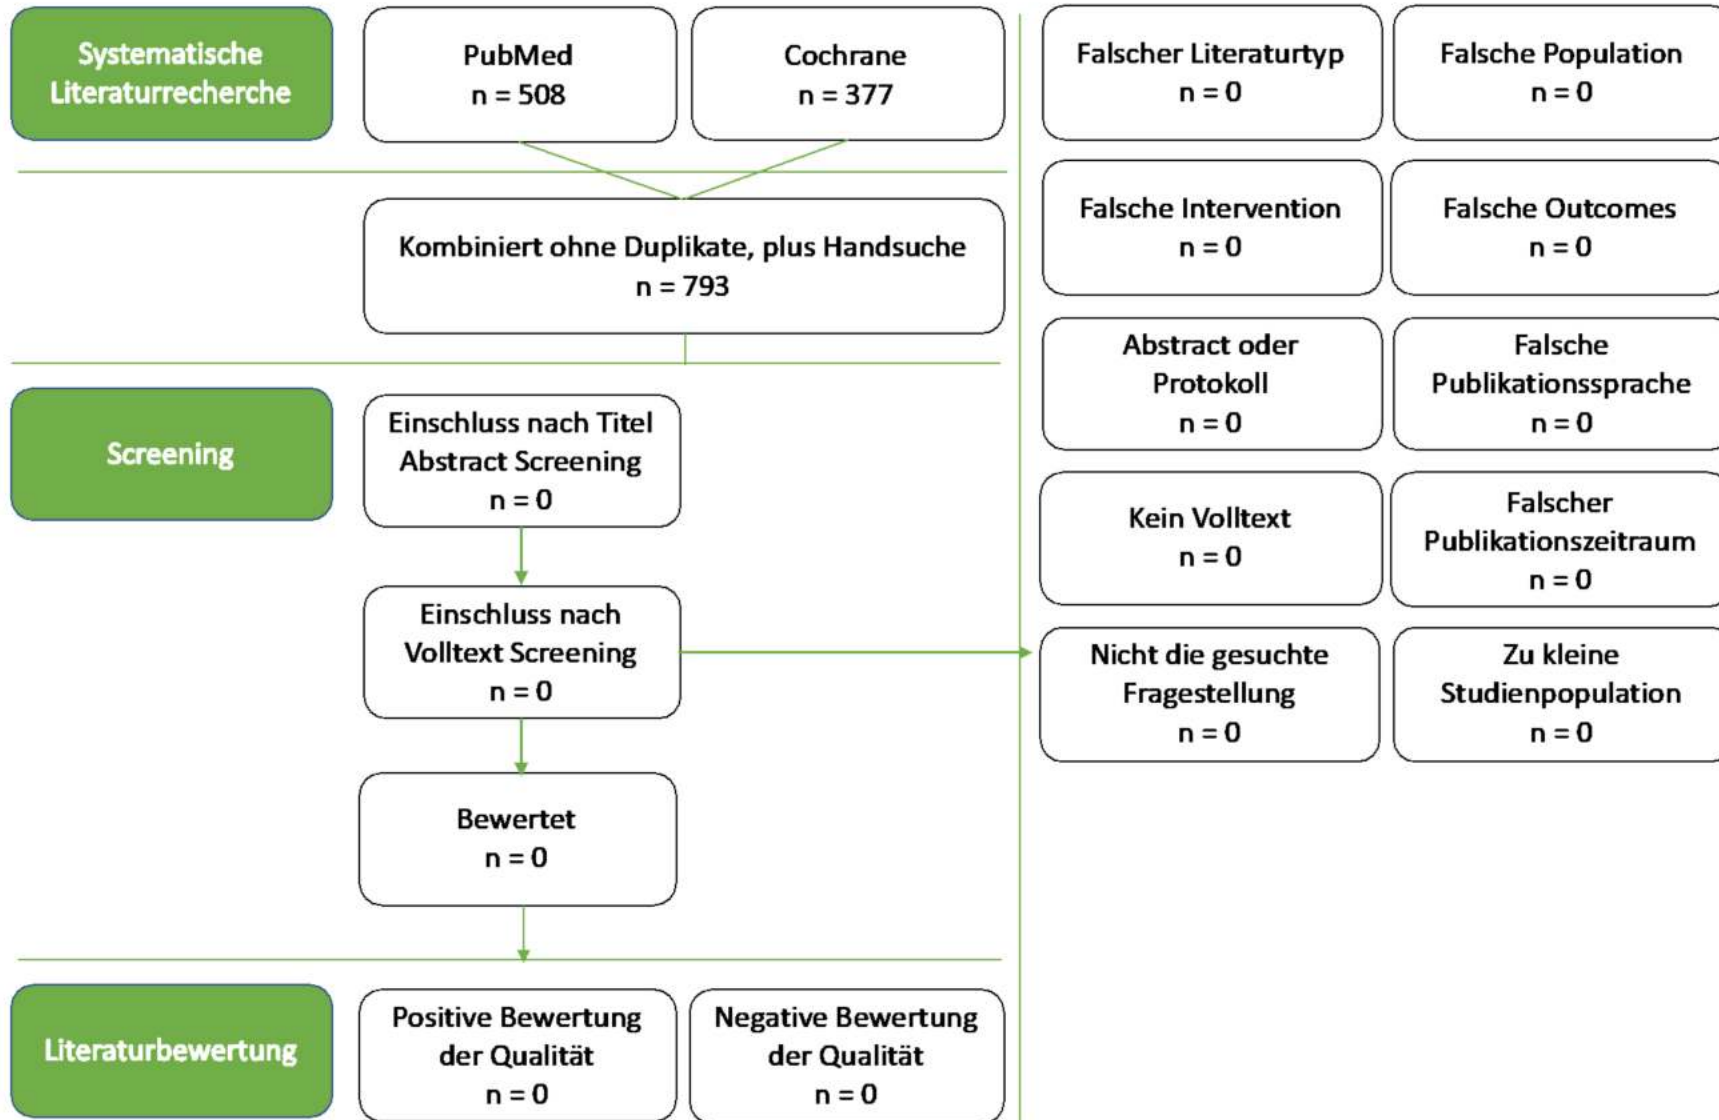 Systematische
Literaturrecherche
PubMed
n = 508
Cochrane
n = 377
Kombiniert ohne Duplikate, plus Handsuche
n = 793
Screening
Einschluss nach Titel
Abstract Screening
n = 0
Einschluss nach
Volltext Screening
n = 0
Bewertet
n = 0
Literaturbewertung
Positive Bewertung
der Qualität
n = 0
Negative Bewertung
der Qualität
n = 0
Falscher Literaturtyp
n = 0
Falsche Population
n = 0
Falsche Intervention
n = 0
Falsche Outcomes
n = 0
Abstract oder
Protokoll
n = 0
Falsche
Publikationssprache
n = 0
Kein Volltext
n = 0
Falscher
Publikationszeitraum
n = 0
Nicht die gesuchte
Fragestellung
n = 0
Zu kleine
Studienpopulation
n = 0